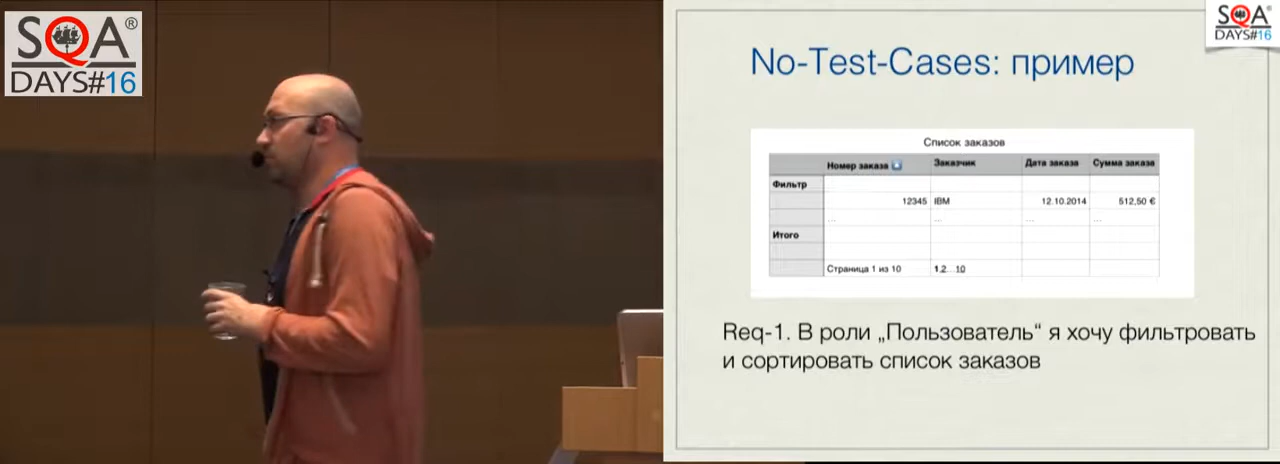 SQA®
DAYS#16
SQA®
DAYS#16
No-Test-Cases: пример
Список заказов
Номер заказа Заказчик Дата заказа Сумма заказа
Фильтр
12345 IBM 12.10.2014 512,50 €
... ... ... ...
Итого
Страница 1 из 10 1,2...10
Req-1. В роли „Пользователь“ я хочу фильтровать
и сортировать список заказов